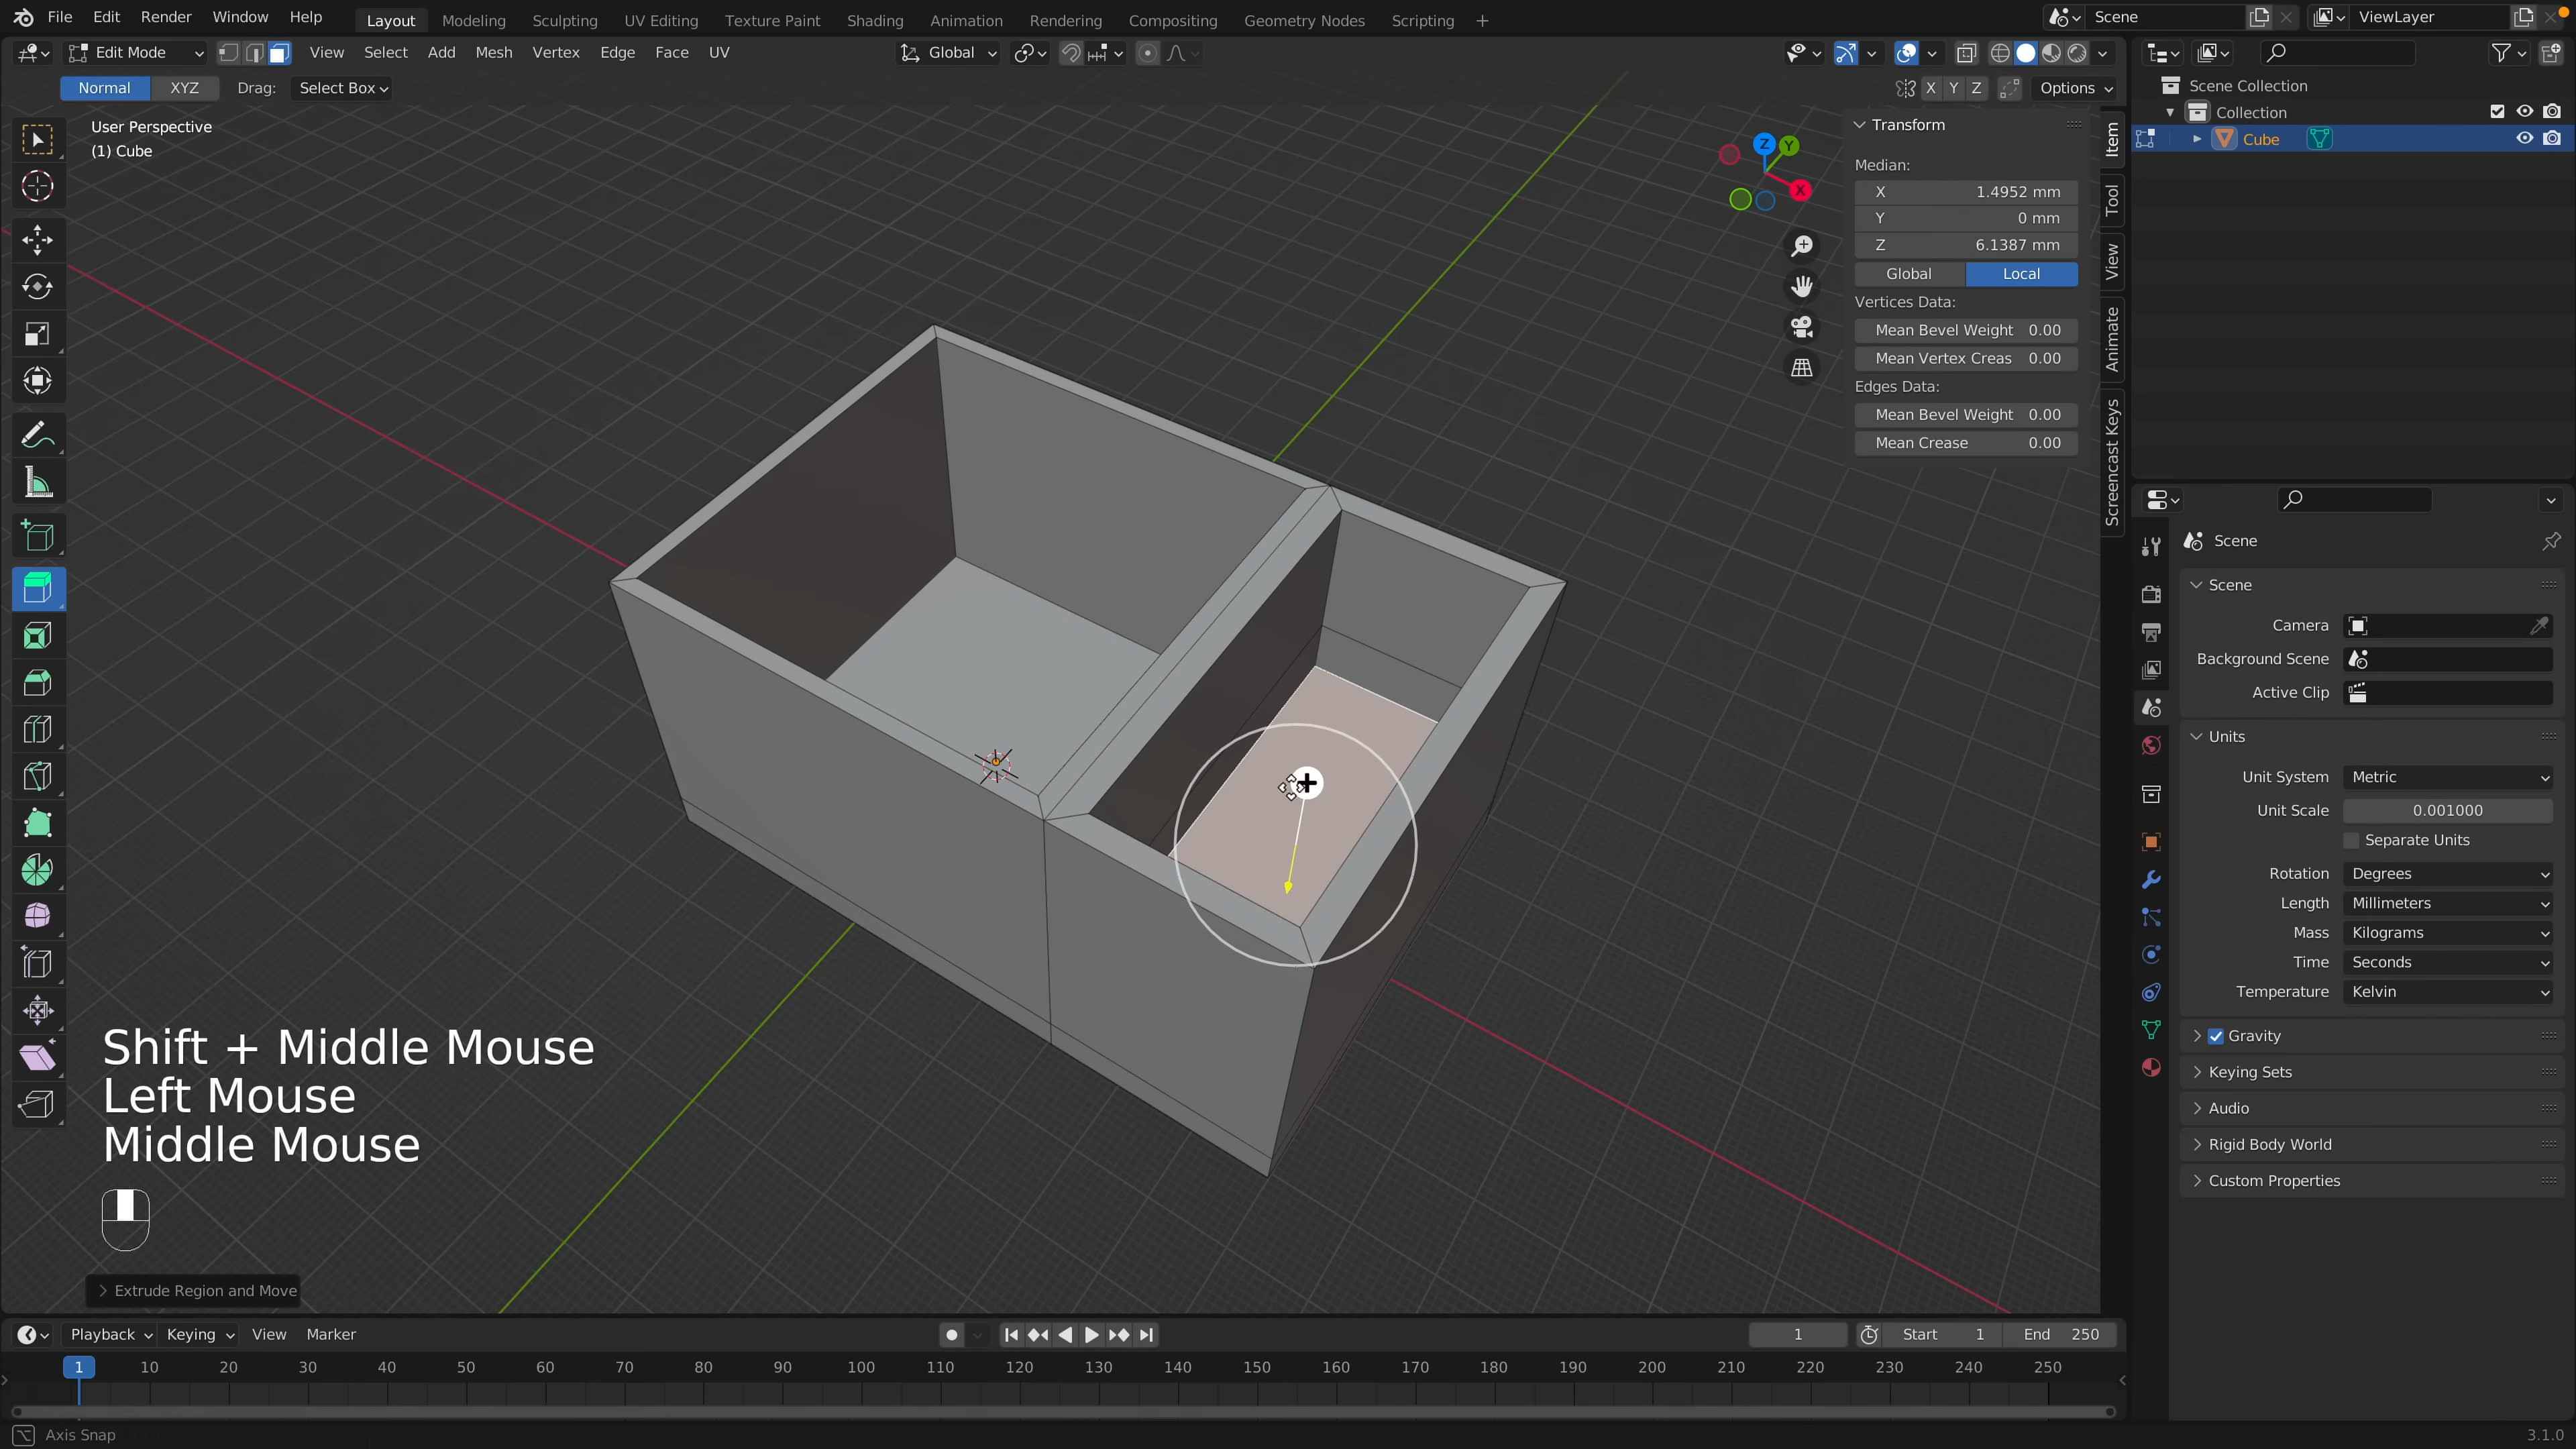 File Edit Render Window Help Layout Modeling Sculpting UV Editing Texture Paint Shading Animation Rendering Compositing Geometry Nodes Scripting + Scene ViewLayer
Edit Mode View Select Add Mesh Vertex Edge Face UV Global
Normal XYZ Drag: Select Box X Y Z Options
User Perspective
(1) Cube
Z Y X
Transform
Median:
X 1.4952 mm
Y 0 mm
Z 6.1387 mm
Global Local
Vertices Data:
Mean Bevel Weight 0.00
Mean Vertex Creas 0.00
Edges Data:
Mean Bevel Weight 0.00
Mean Crease 0.00
Item
Tool
View
Animate
Screencast Keys
Scene Collection
Collection
Cube
Scene
Scene
Camera
Background Scene
Active Clip
Units
Unit System Metric
Unit Scale 0.001000
Separate Units
Rotation Degrees
Length Millimeters
Mass Kilograms
Time Seconds
Temperature Kelvin
Gravity
Keying Sets
Audio
Rigid Body World
Custom Properties
Shift + Middle Mouse
Left Mouse
Middle Mouse
Extrude Region and Move
Playback Keying View Marker 1 Start 1 End 250
1 10 20 30 40 50 60 70 80 90 100 110 120 130 140 150 160 170 180 190 200 210 220 230 240 250
Axis Snap 3.1.0